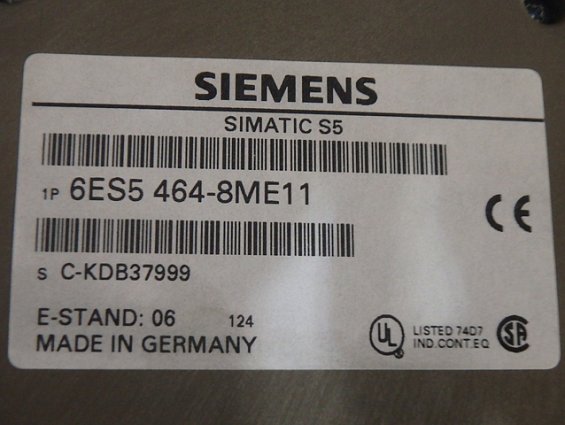 SIEMENS
SIMATIC S5
1P 6ES5 464-8ME11
CE
S C-KDB37999
E-STAND: 06 124
MADE IN GERMANY
UL LISTED 74D7
IND.CONT.EQ
SA